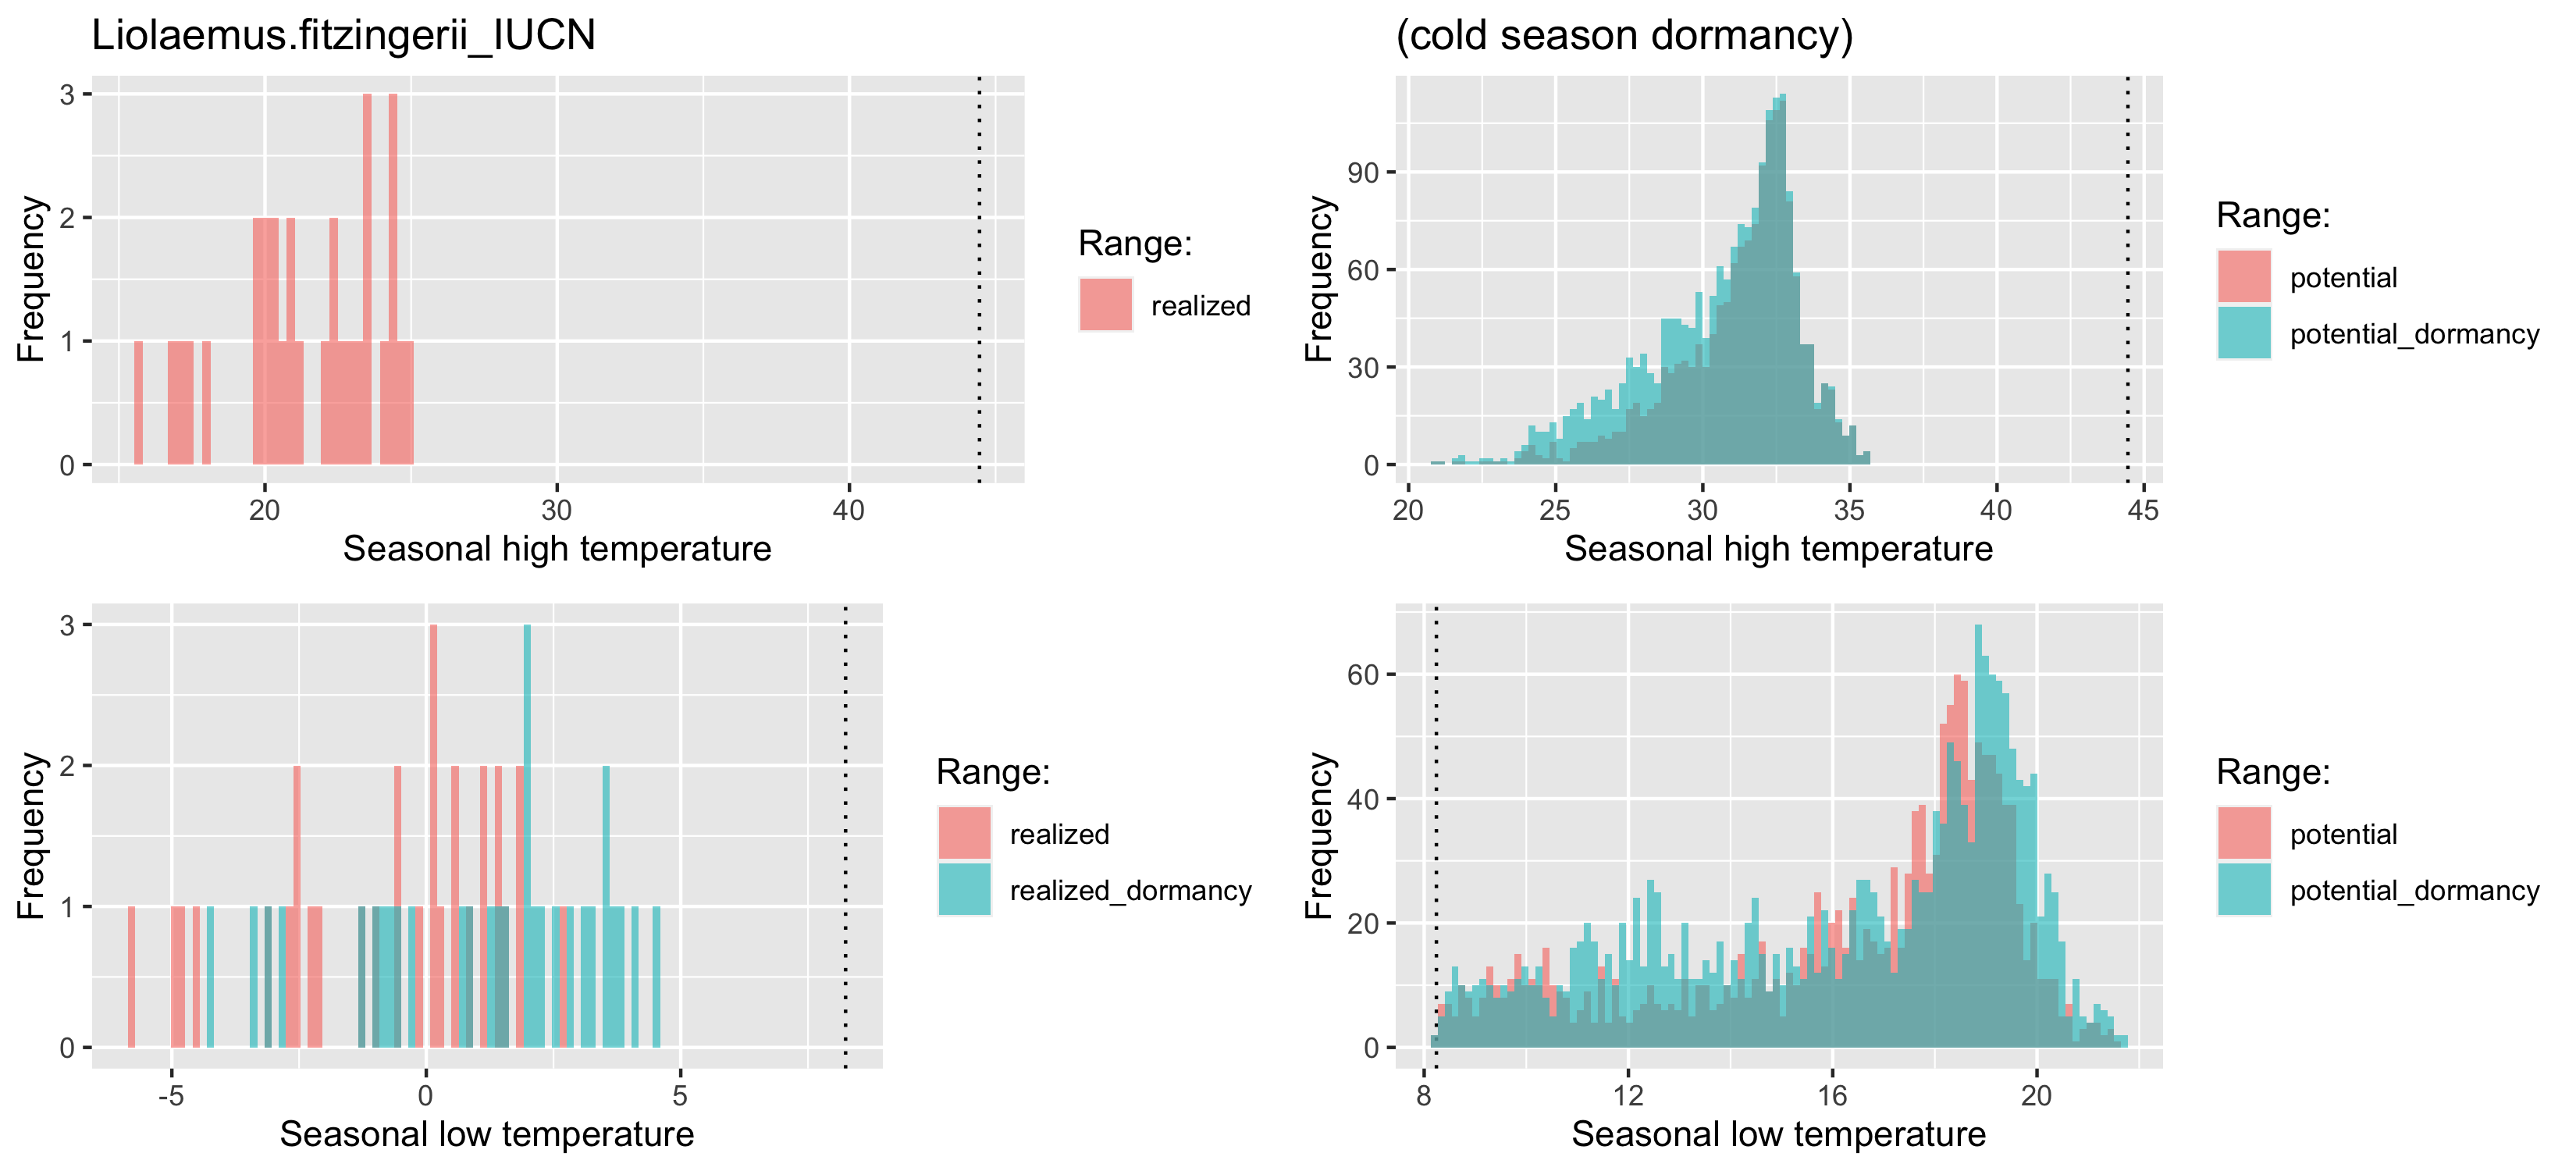 Liolaemus.fitzingerii_IUCN
3
2
1
0
Frequency
20
30
40
Seasonal high temperature
Range:
realized
(cold season dormancy)
90
60
30
0
Frequency
20
25
30
35
40
45
Seasonal high temperature
Range:
potential
potential_dormancy
3
2
1
0
Frequency
-5
0
5
Seasonal low temperature
Range:
realized
realized_dormancy
60
40
20
0
Frequency
8
12
16
20
Seasonal low temperature
Range:
potential
potential_dormancy